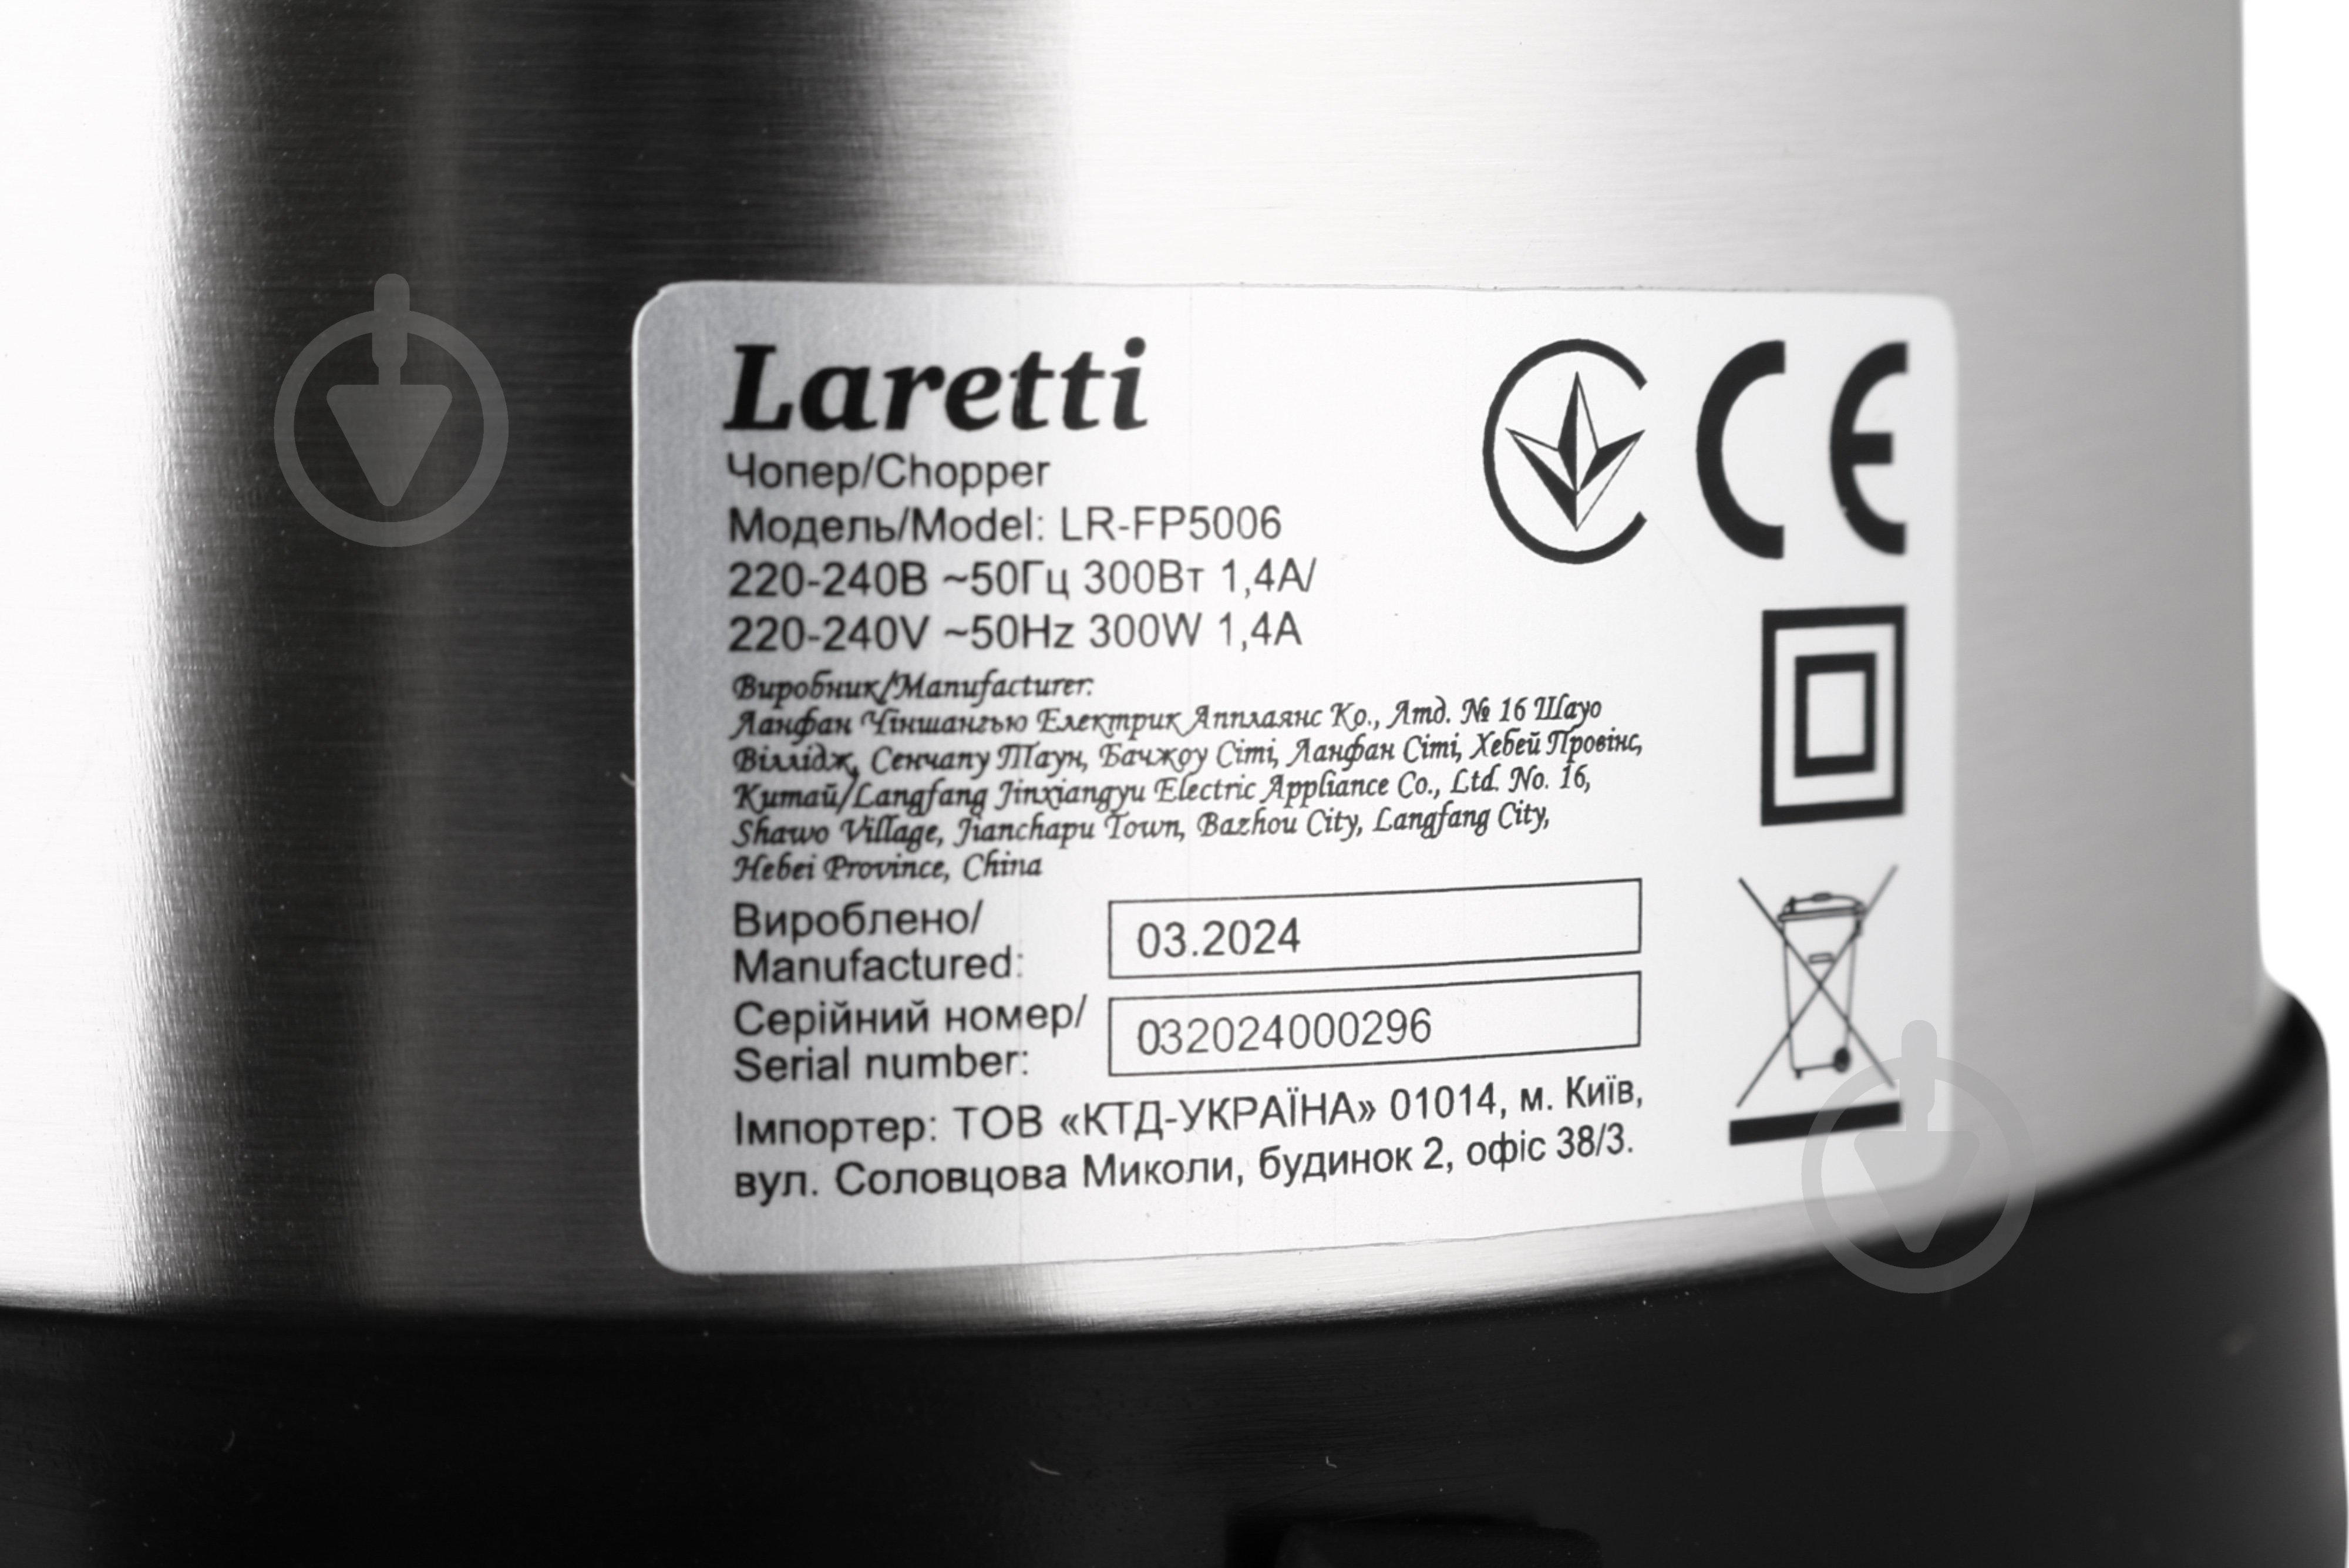 Laretti
Чопер/Chopper
Модель/Model: LR-FP5006
220-240В ~50Гц 300Вт 1,4А/
220-240V ~50Hz 300W 1,4A
Виробник/Manufacturer:
Ланфан Чіншангью Електрик Апплаянс Ко., Лтд. № 16 Шауо
Віллідж, Сенчапу Таун, Бачжоу Сіті, Ланфан Сіті, Хебей Провінс,
Китай/Langfang Jinxiangyu Electric Appliance Co., Ltd. No. 16,
Shawo Village, Jianchapu Town, Bazhou City, Langfang City,
Hebei Province, China
Вироблено/
Manufactured:
03.2024
Серійний номер/
Serial number:
032024000296
Імпортер: ТОВ «КТД-УКРАЇНА» 01014, м. Київ,
вул. Соловцова Миколи, будинок 2, офіс 38/3.
CE